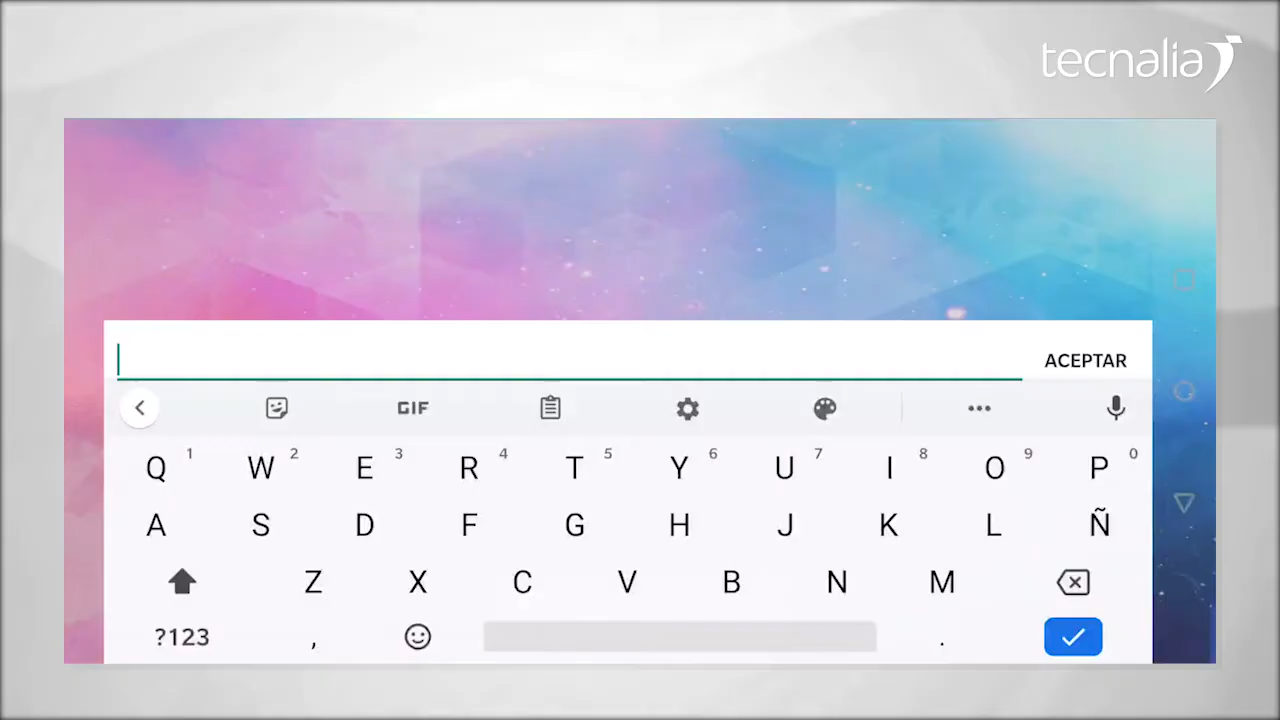 tecnalia
ACEPTAR
GIF
Q 1 W 2 E 3 R 4 T 5 Y 6 U 7 I 8 O 9 P 0
A S D F G H J K L Ñ
Z X C V B N M
?123 , .